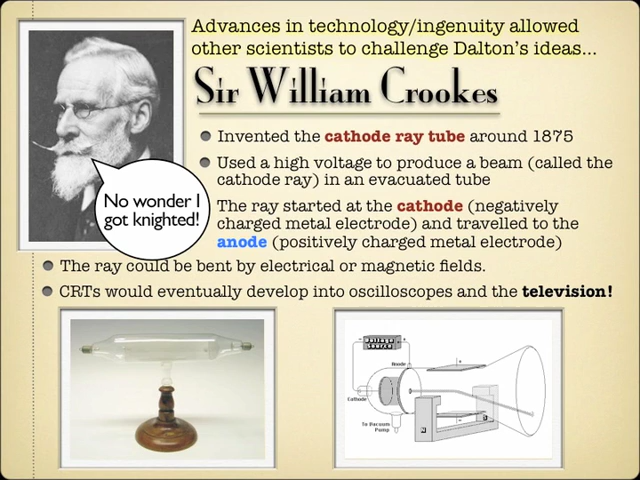 Advances in technology/ingenuity allowed
other scientists to challenge Dalton's ideas...
Sir William Crookes
Invented the cathode ray tube around 1875
Used a high voltage to produce a beam (called the
cathode ray) in an evacuated tube
No wonder I
got knighted!
The ray started at the cathode (negatively
charged metal electrode) and travelled to the
anode (positively charged metal electrode)
The ray could be bent by electrical or magnetic fields.
CRTs would eventually develop into oscilloscopes and the television!
Voltage
source
Anode
Cathode
To Vacuum
Pump
N
S